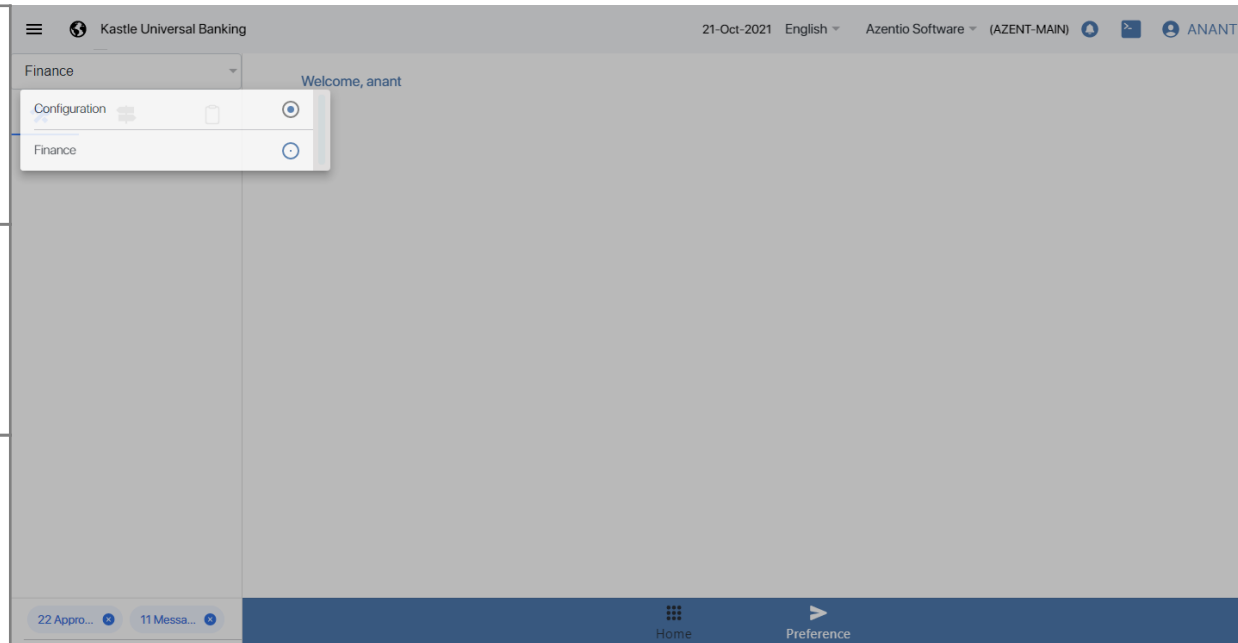 Kastle Universal Banking
21-Oct-2021 English Azentio Software (AZENT-MAIN) ANANT
Finance
Welcome, anant
Configuration
Finance
22 Appro... 11 Messa...
Home Preference